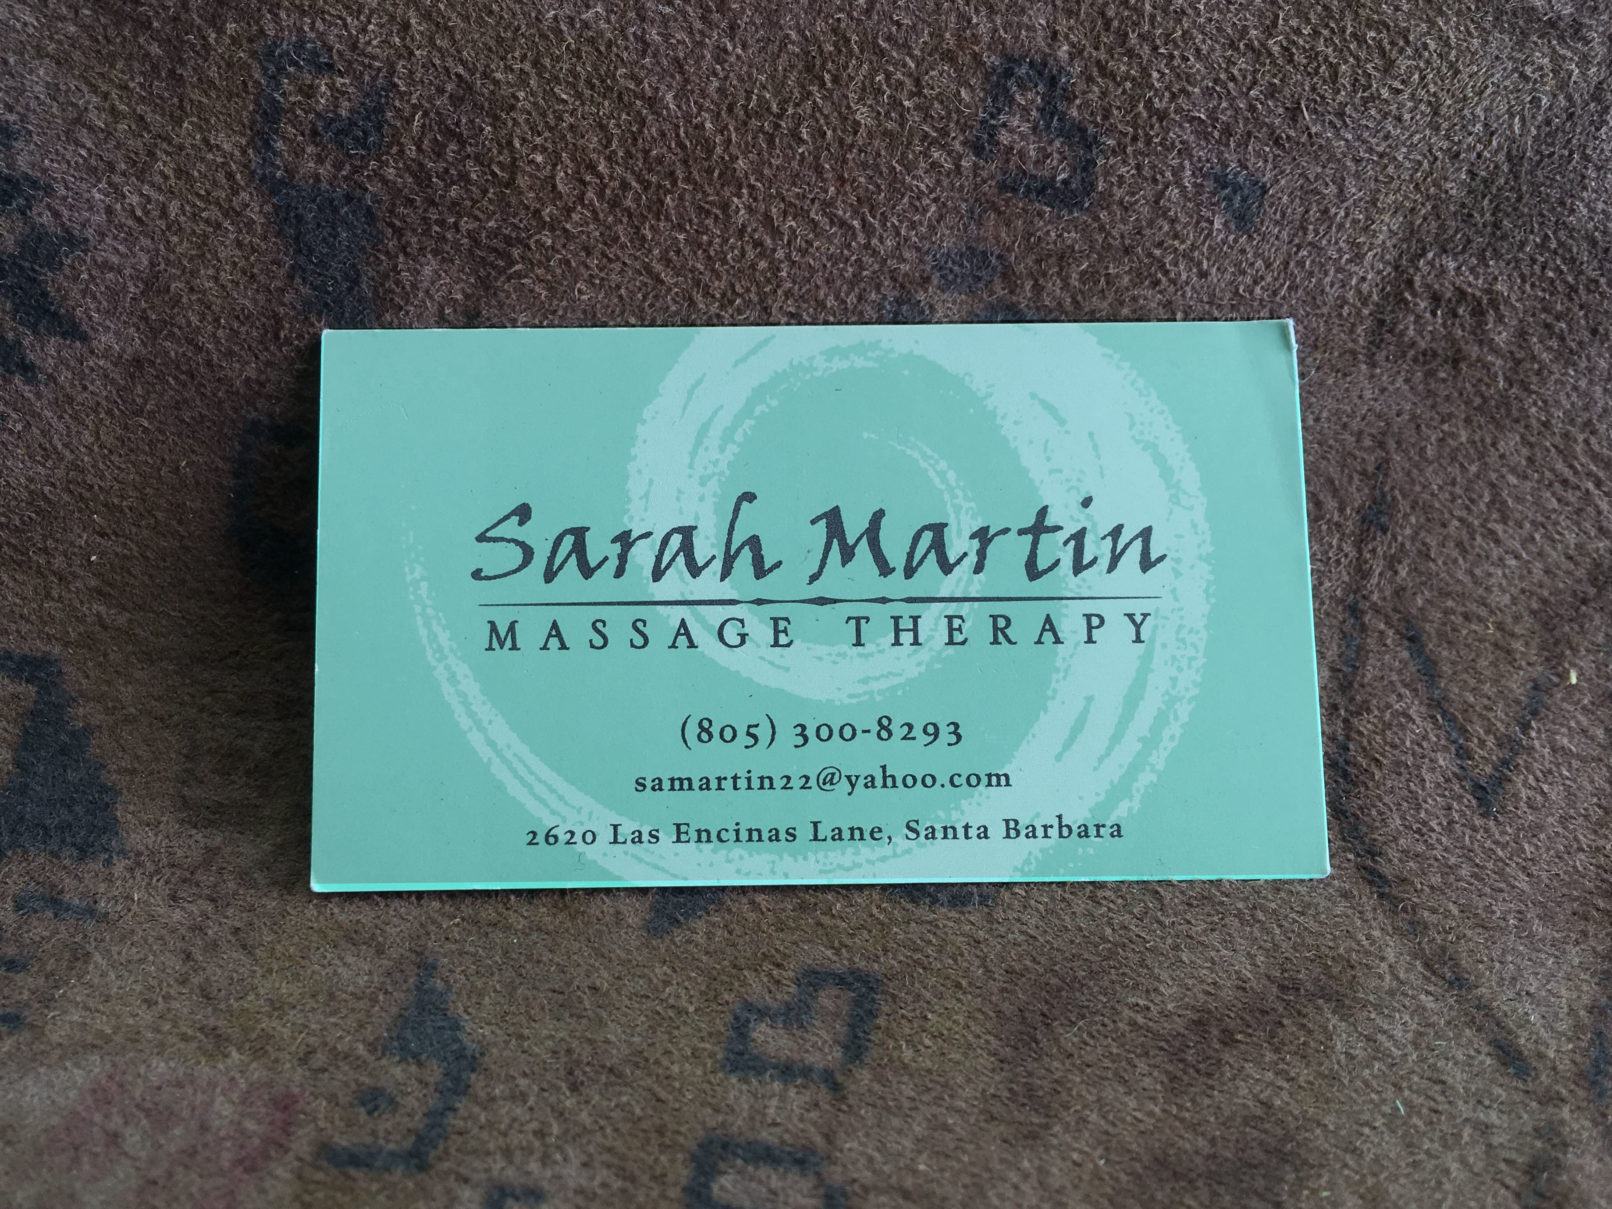 Sarah Martin
MASSAGE THERAPY
(805) 300-8293
samartin22@yahoo.com
2620 Las Encinas Lane, Santa Barbara